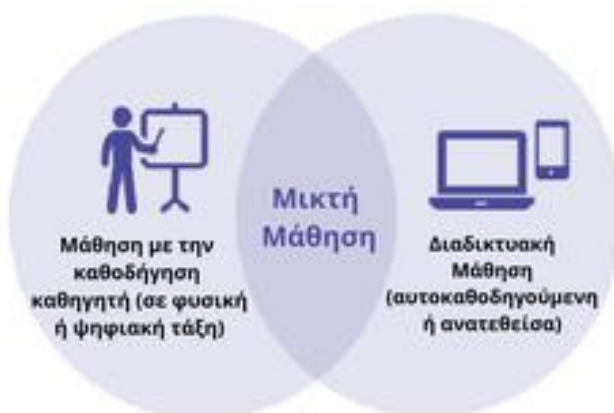 Μάθηση με την
καθοδήγηση
καθηγητή (σε φυσική
ή ψηφιακή τάξη)
Μικτή
Μάθηση
Διαδικτυακή
Μάθηση
(αυτοκαθοδηγούμενη
ή ανατεθείσα)